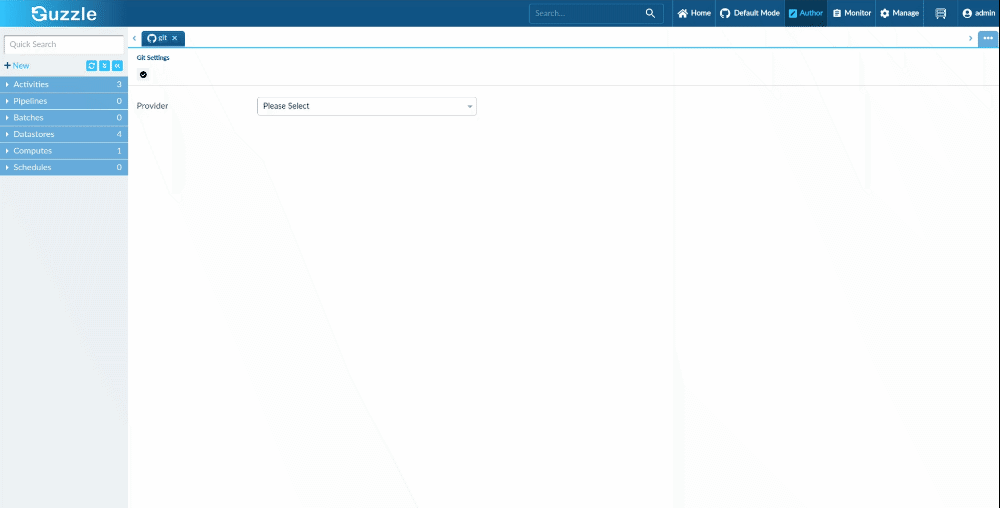 Guzzle
Search...
Home
Default Mode
Author
Monitor
Manage
admin
Quick Search
New
Activities 3
Pipelines 0
Batches 0
Datastores 4
Computes 1
Schedules 0
git
Git Settings
Provider
Please Select